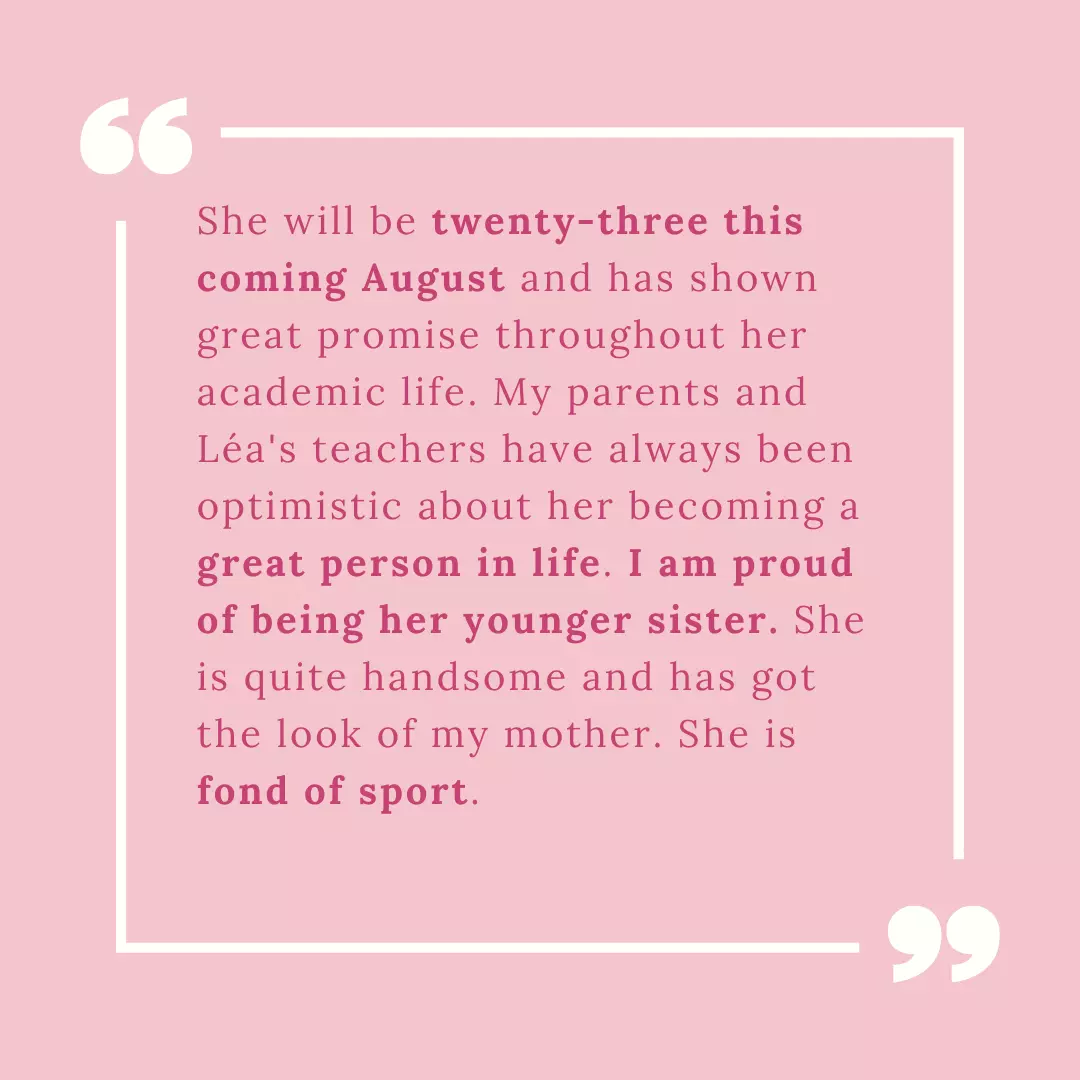 She will be twenty-three this
coming August and has shown
great promise throughout her
academic life. My parents and
Léa's teachers have always been
optimistic about her becoming a
great person in life. I am proud
of being her younger sister. She
is quite handsome and has got
the look of my mother. She is
fond of sport.